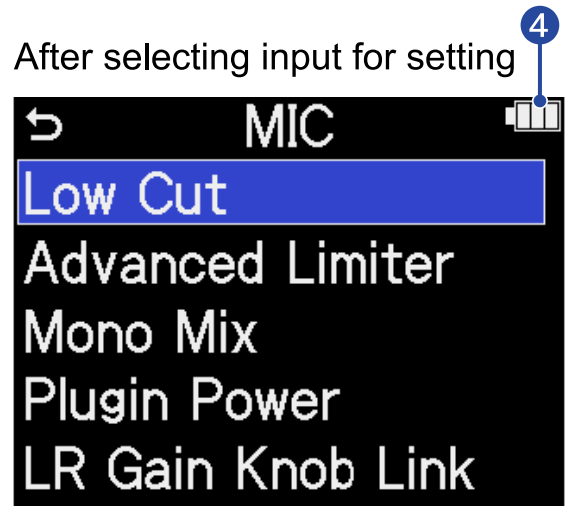 4
After selecting input for setting
MIC
Low Cut
Advanced Limiter
Mono Mix
Plugin Power
LR Gain Knob Link